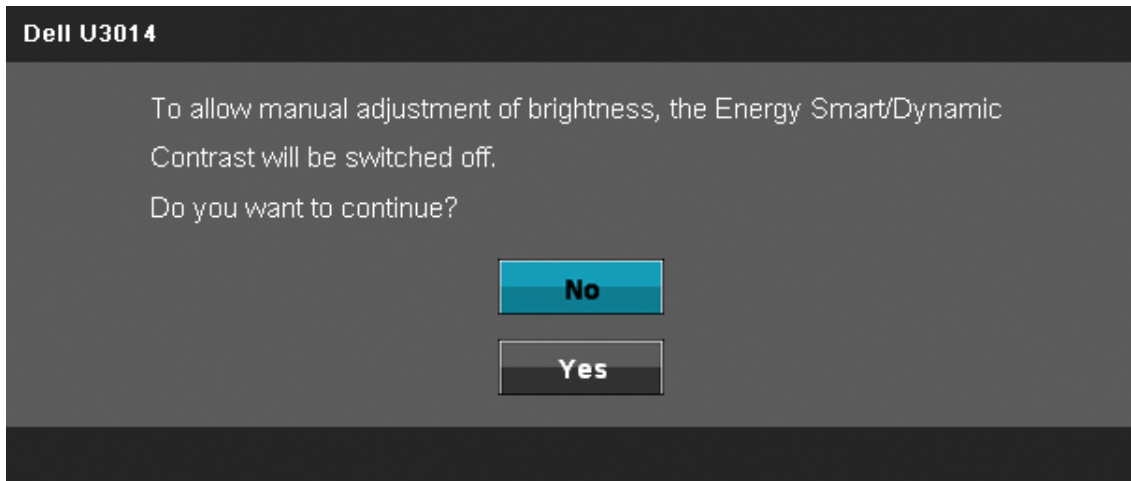 Dell U3014
To allow manual adjustment of brightness, the Energy Smart/Dynamic
Contrast will be switched off.
Do you want to continue?
No
Yes